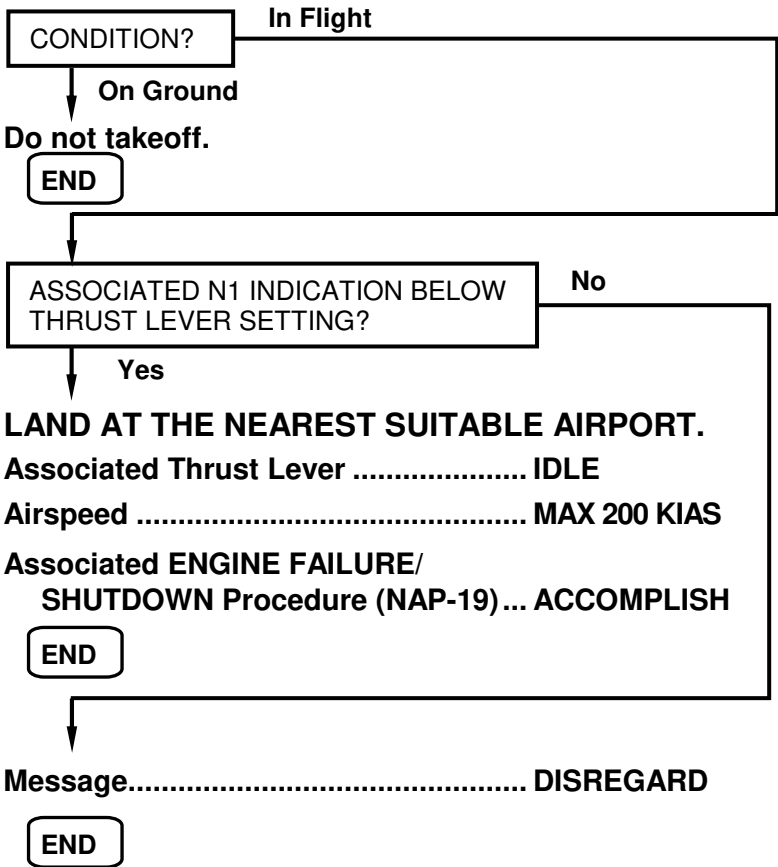 In Flight
CONDITION?
On Ground
Do not takeoff.
END
ASSOCIATED N1 INDICATION BELOW
THRUST LEVER SETTING?
No
Yes
LAND AT THE NEAREST SUITABLE AIRPORT.
Associated Thrust Lever ..................... IDLE
Airspeed ............................................... MAX 200 KIAS
Associated ENGINE FAILURE/
SHUTDOWN Procedure (NAP-19) ... ACCOMPLISH
END
Message................................................ DISREGARD
END